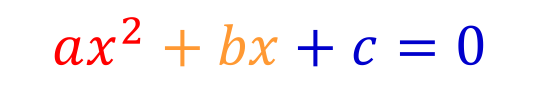 ax² + bx + c = 0